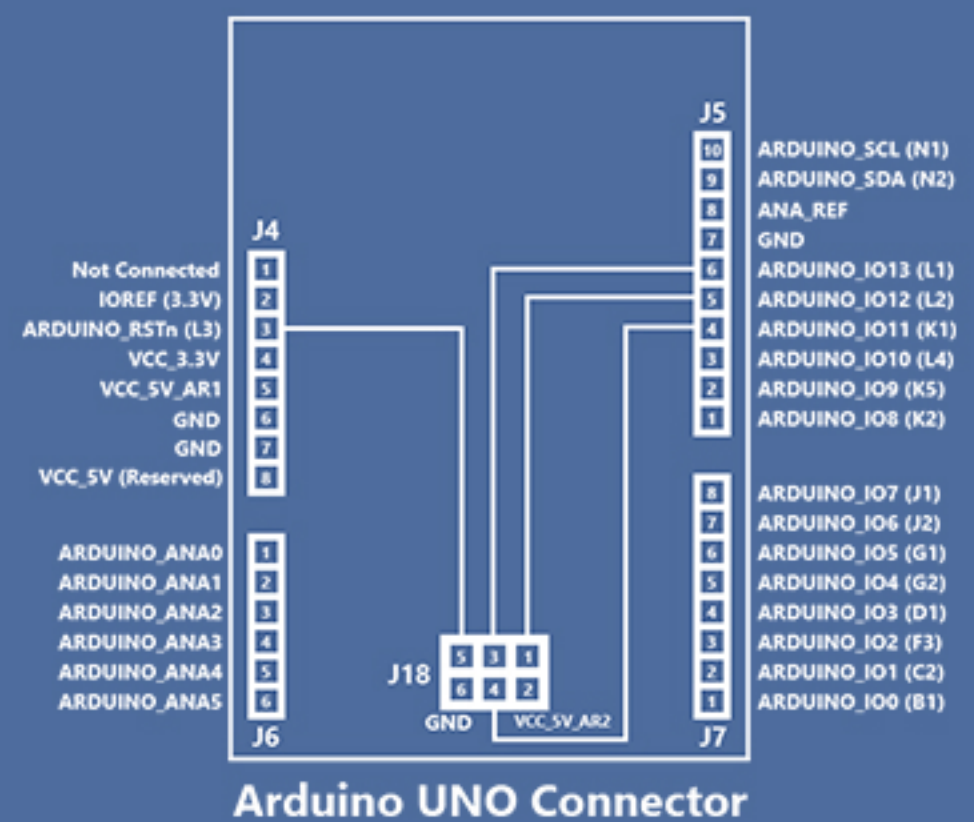 J5
10 ARDUINO_SCL (N1)
9 ARDUINO_SDA (N2)
8 ANA_REF
7 GND
6 ARDUINO_IO13 (L1)
5 ARDUINO_IO12 (L2)
4 ARDUINO_IO11 (K1)
3 ARDUINO_IO10 (L4)
2 ARDUINO_IO9 (K5)
1 ARDUINO_IO8 (K2)
J4
Not Connected 1
IOREF (3.3V) 2
ARDUINO_RSTn (L3) 3
VCC_3.3V 4
VCC_5V_AR1 5
GND 6
GND 7
VCC_5V (Reserved) 8
8 ARDUINO_IO7 (J1)
7 ARDUINO_IO6 (J2)
6 ARDUINO_IO5 (G1)
5 ARDUINO_IO4 (G2)
4 ARDUINO_IO3 (D1)
3 ARDUINO_IO2 (F3)
2 ARDUINO_IO1 (C2)
1 ARDUINO_IO0 (B1)
J7
ARDUINO_ANA0 1
ARDUINO_ANA1 2
ARDUINO_ANA2 3
ARDUINO_ANA3 4
ARDUINO_ANA4 5
ARDUINO_ANA5 6
J6
J18
5 3 1
6 4 2
GND VCC_5V_AR2
Arduino UNO Connector